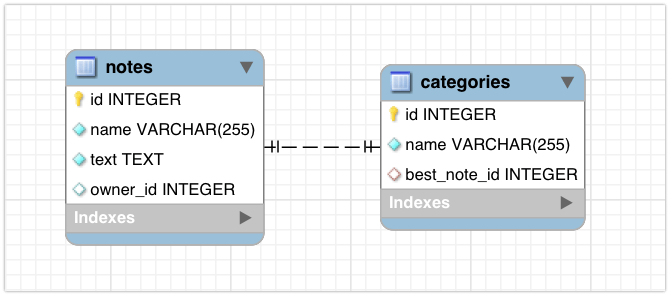 notes
id INTEGER
name VARCHAR(255)
text TEXT
owner_id INTEGER
Indexes
categories
id INTEGER
name VARCHAR(255)
best_note_id INTEGER
Indexes